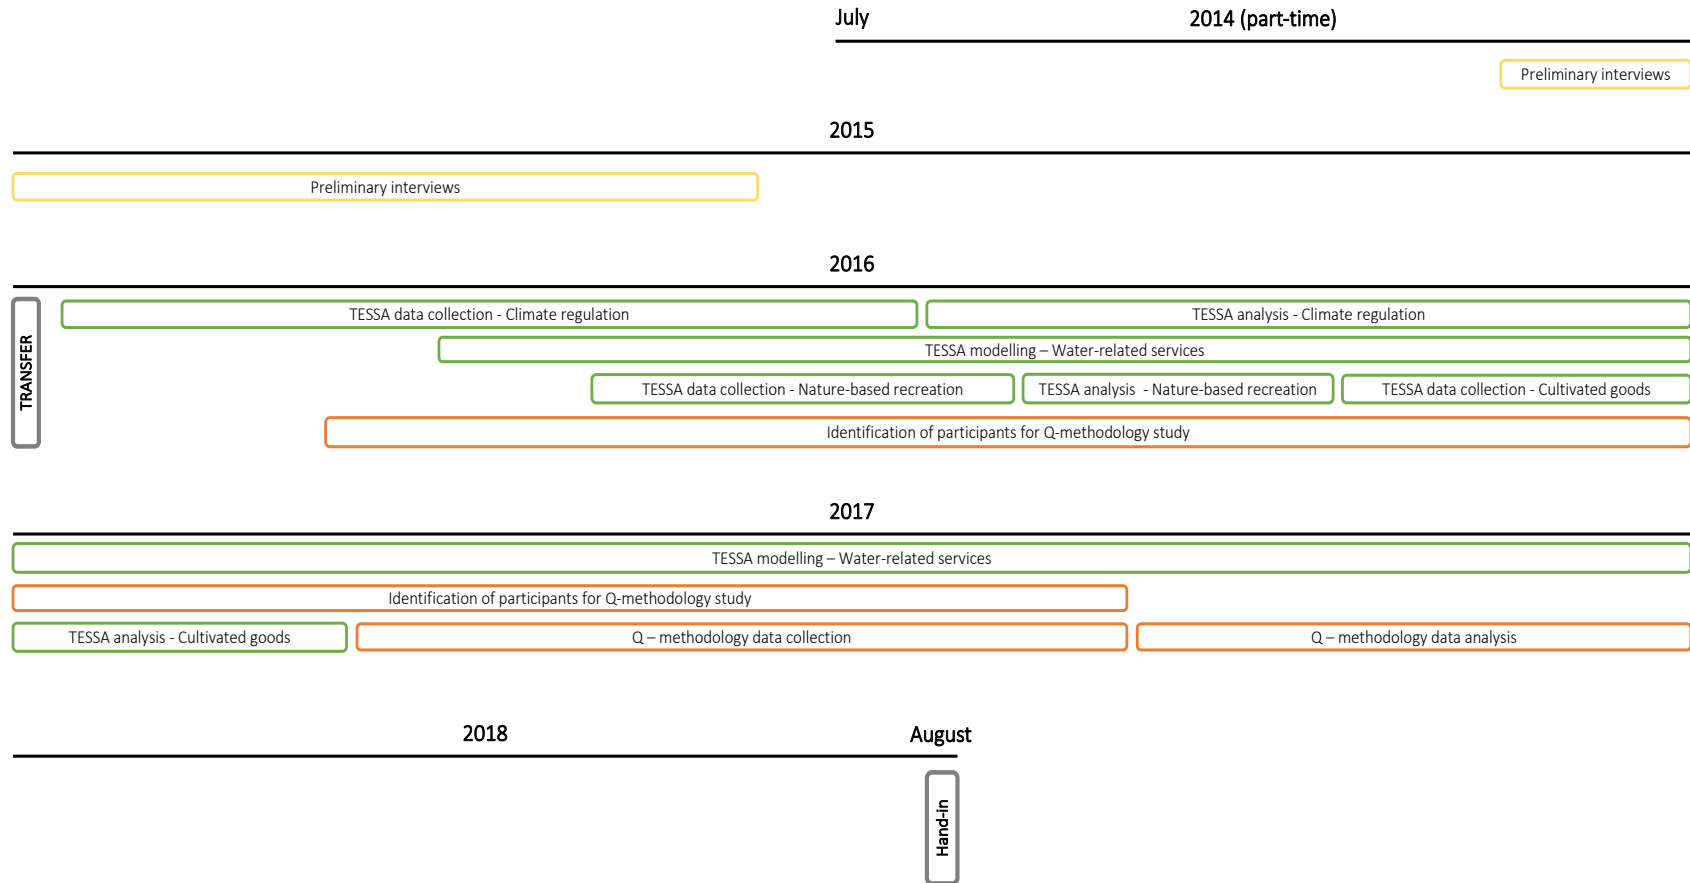 July
2014 (part-time)
Preliminary interviews
2015
Preliminary interviews
2016
TRANSFER
TESSA data collection - Climate regulation
TESSA analysis - Climate regulation
TESSA modelling – Water-related services
TESSA data collection - Nature-based recreation
TESSA analysis - Nature-based recreation
TESSA data collection - Cultivated goods
Identification of participants for Q-methodology study
2017
TESSA modelling – Water-related services
Identification of participants for Q-methodology study
TESSA analysis - Cultivated goods
Q – methodology data collection
Q – methodology data analysis
2018
August
Hand-in